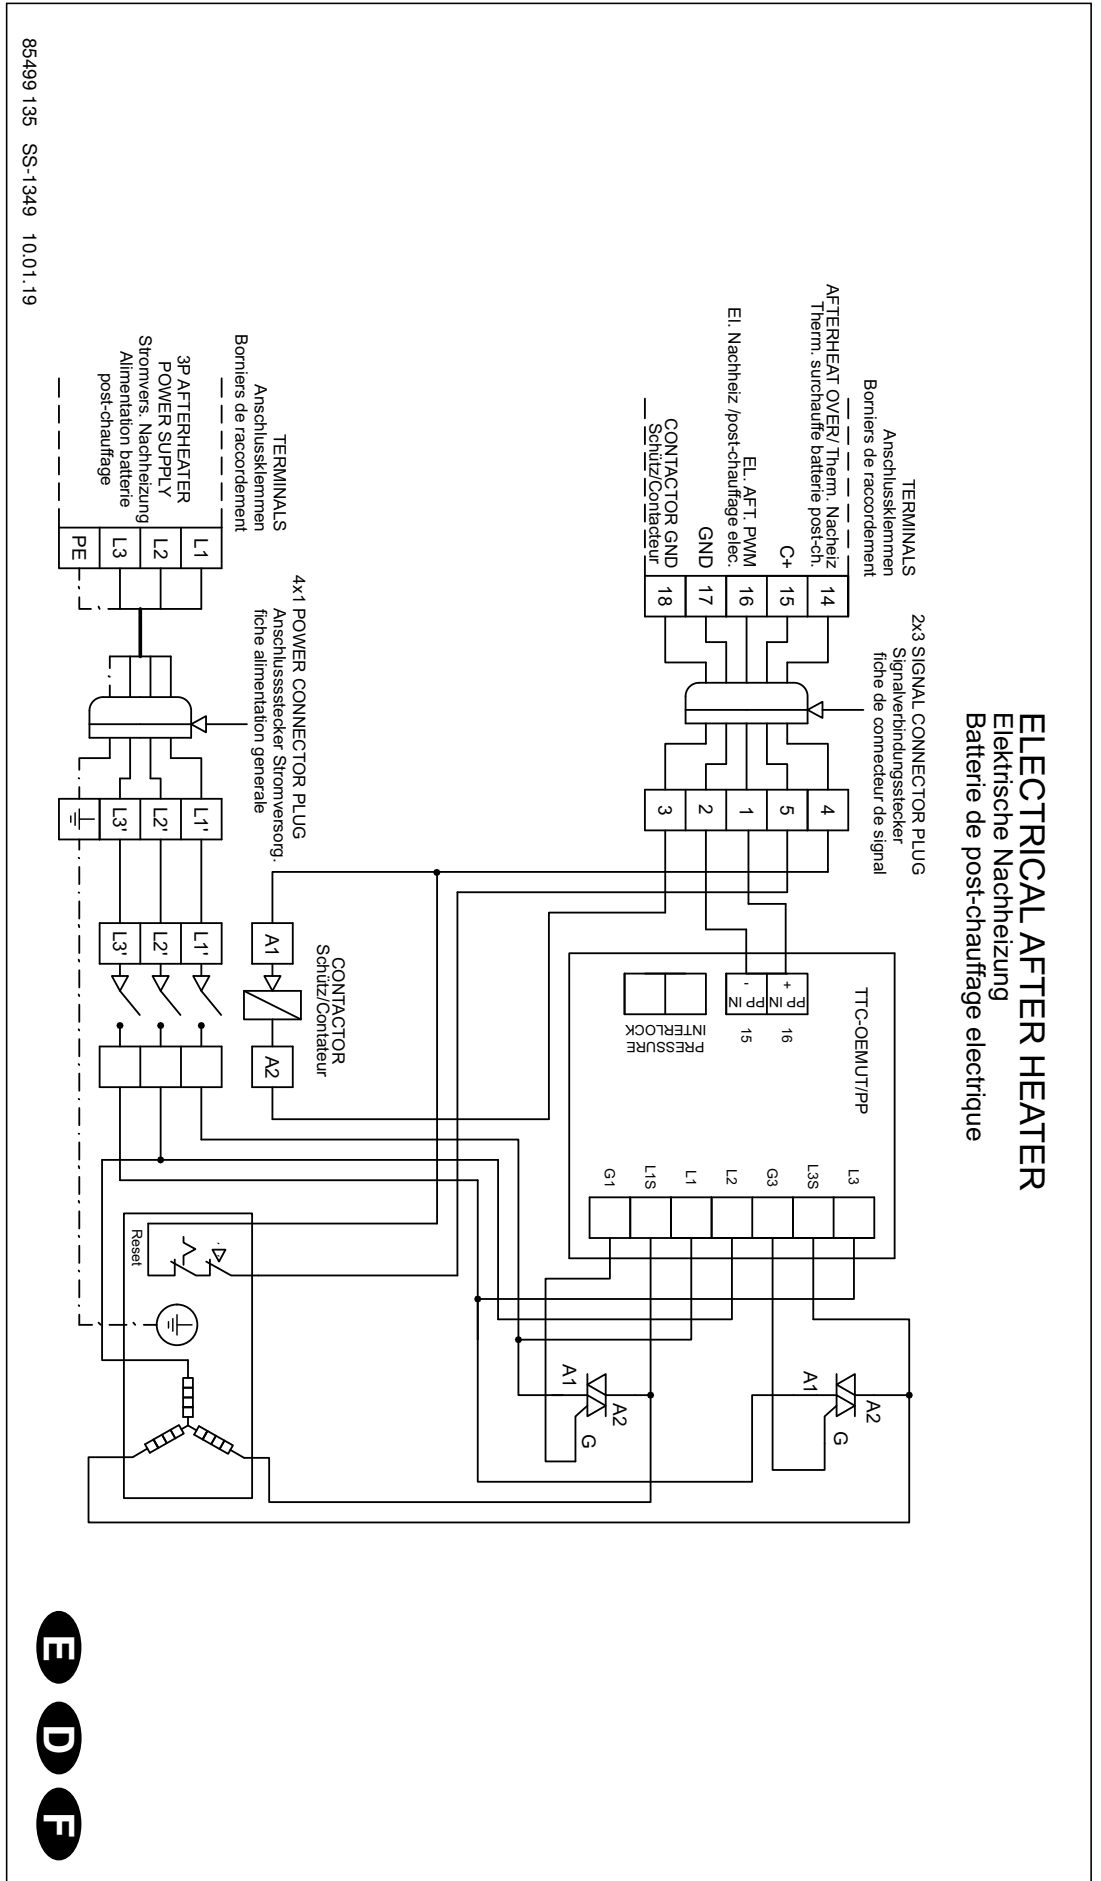 ELECTRICAL AFTER HEATER
Elektrische Nachheizung
Batterie de post-chauffage electrique
TERMINALS
Anschlussklemmen
Borniers de raccordement
2x3 SIGNAL CONNECTOR PLUG
Signalverbindungsstecker
fiche de connecteur de signal
AFTERHEAT OVER/ Therm. Nacheiz
Therm. surchauffe batterie post-ch.
C+
EL. AFT. PWM
El. Nachheiz /post-chauffage elec.
GND
CONTACTOR GND
Schütz/Contacteur
14
15
16
17
18
4
5
1
2
3
TTC-OEMUT/PP
+ PP IN
- PP IN
16
15
PRESSURE
INTERLOCK
L3
L3S
G3
L2
L1
L1S
G1
A1
A2
G
A1
A2
G
TERMINALS
Anschlussklemmen
Borniers de raccordement
4x1 POWER CONNECTOR PLUG
Anschlussstecker Stromversorg.
fiche alimentation generale
3P AFTERHEATER
POWER SUPPLY
Stromvers. Nachheizung
Alimentation batterie
post-chauffage
L1
L2
L3
PE
L1'
L2'
L3'
CONTACTOR
Schütz/Contateur
A1
A2
L1'
L2'
L3'
Reset
85499 135 SS-1349 10.01.19
E D F